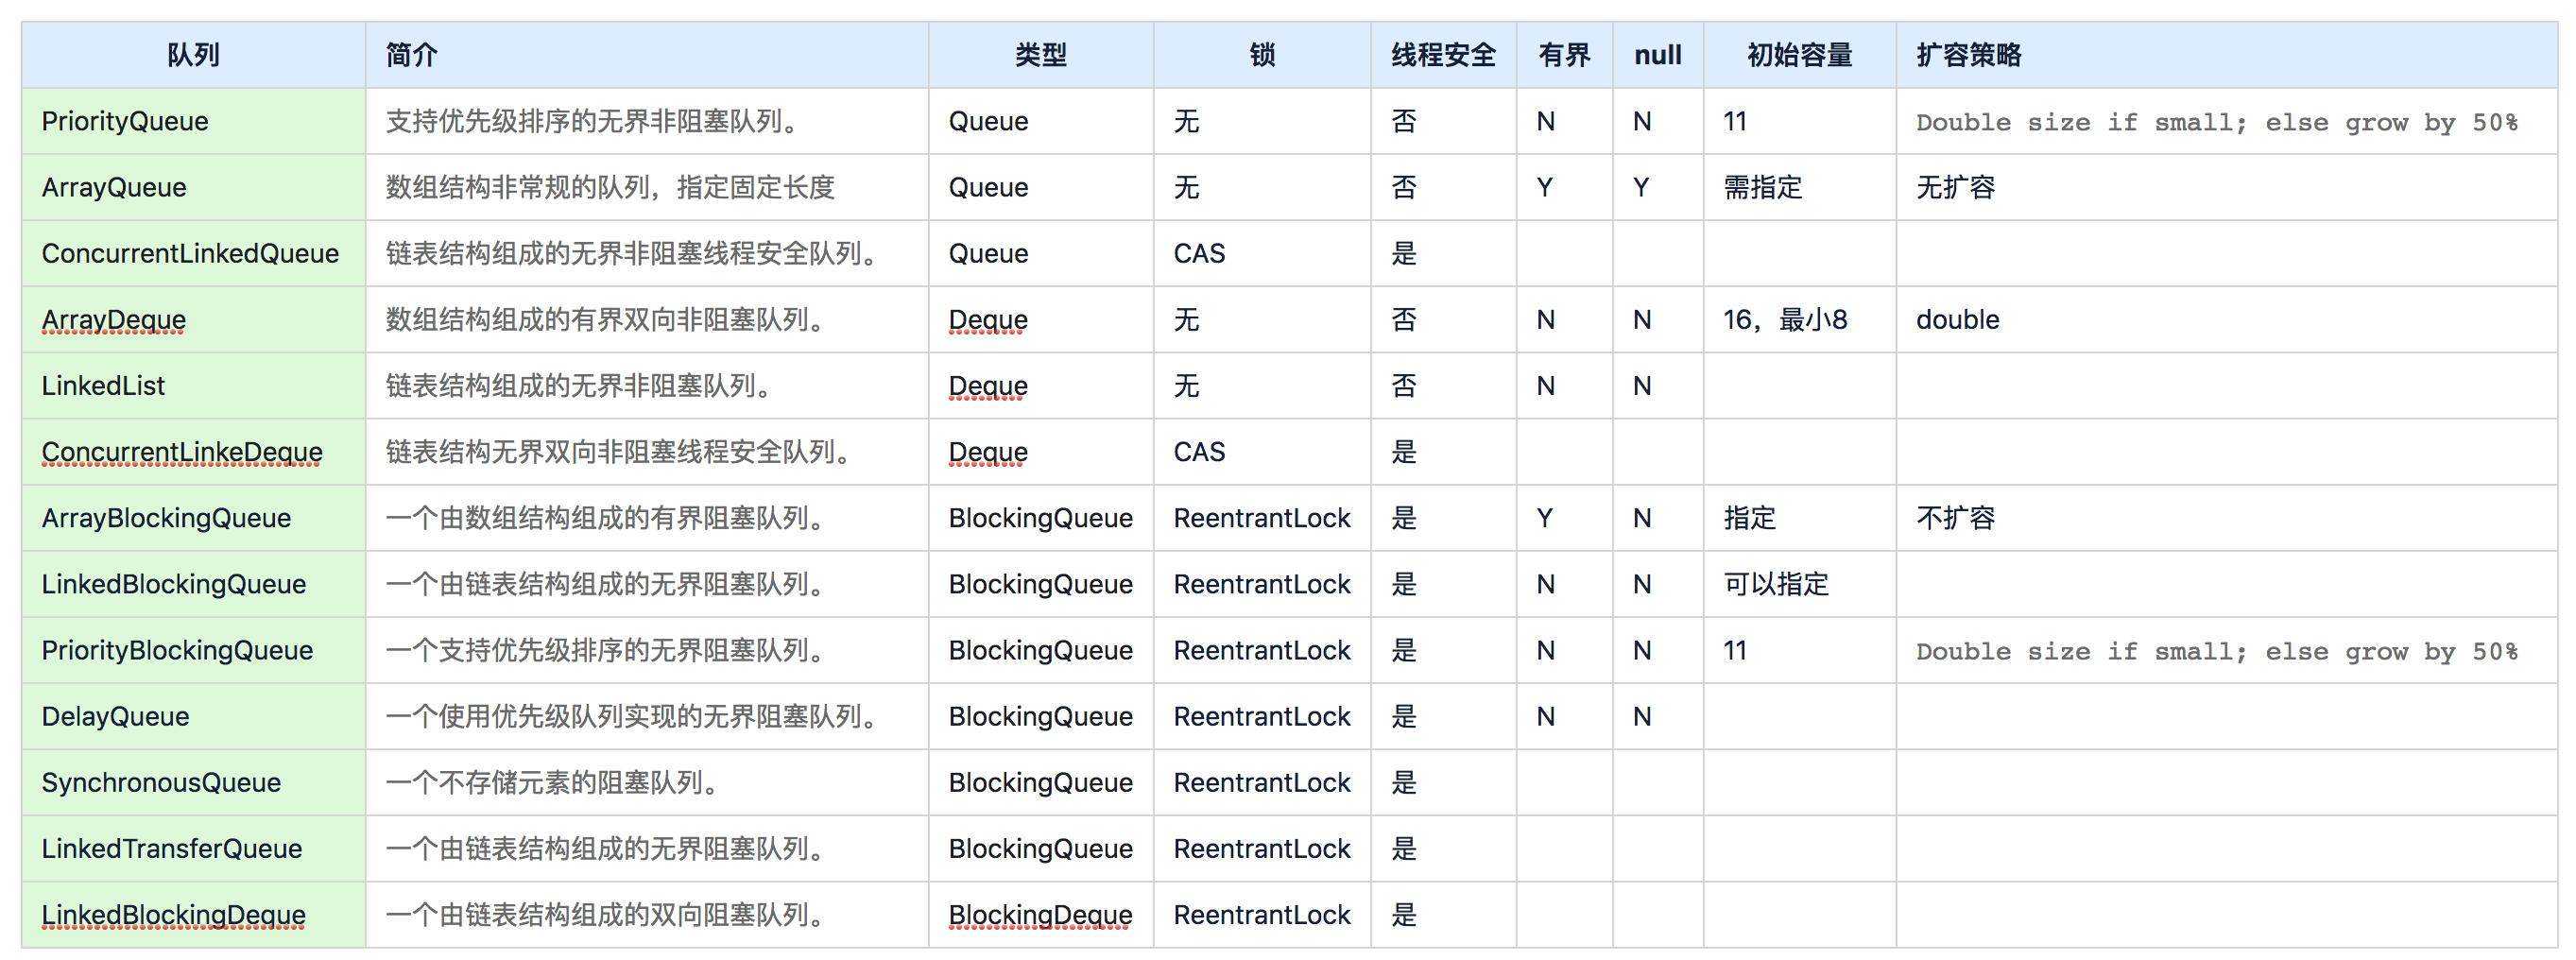 队列 简介 类型 锁 线程安全 有界 null 初始容量 扩容策略
PriorityQueue 支持优先级排序的无界非阻塞队列。 Queue 无 否 N N 11 Double size if small; else grow by 50%
ArrayQueue 数组结构非常规的队列，指定固定长度 Queue 无 否 Y Y 需指定 无扩容
ConcurrentLinkedQueue 链表结构组成的无界非阻塞线程安全队列。 Queue CAS 是
ArrayDeque 数组结构组成的有界双向非阻塞队列。 Deque 无 否 N N 16，最小8 double
LinkedList 链表结构组成的无界非阻塞队列。 Deque 无 否 N N
ConcurrentLinkeDeque 链表结构无界双向非阻塞线程安全队列。 Deque CAS 是
ArrayBlockingQueue 一个由数组结构组成的有界阻塞队列。 BlockingQueue ReentrantLock 是 Y N 指定 不扩容
LinkedBlockingQueue 一个由链表结构组成的无界阻塞队列。 BlockingQueue ReentrantLock 是 N N 可以指定
PriorityBlockingQueue 一个支持优先级排序的无界阻塞队列。 BlockingQueue ReentrantLock 是 N N 11 Double size if small; else grow by 50%
DelayQueue 一个使用优先级队列实现的无界阻塞队列。 BlockingQueue ReentrantLock 是 N N
SynchronousQueue 一个不存储元素的阻塞队列。 BlockingQueue ReentrantLock 是
LinkedTransferQueue 一个由链表结构组成的无界阻塞队列。 BlockingQueue ReentrantLock 是
LinkedBlockingDeque 一个由链表结构组成的双向阻塞队列。 BlockingDeque ReentrantLock 是